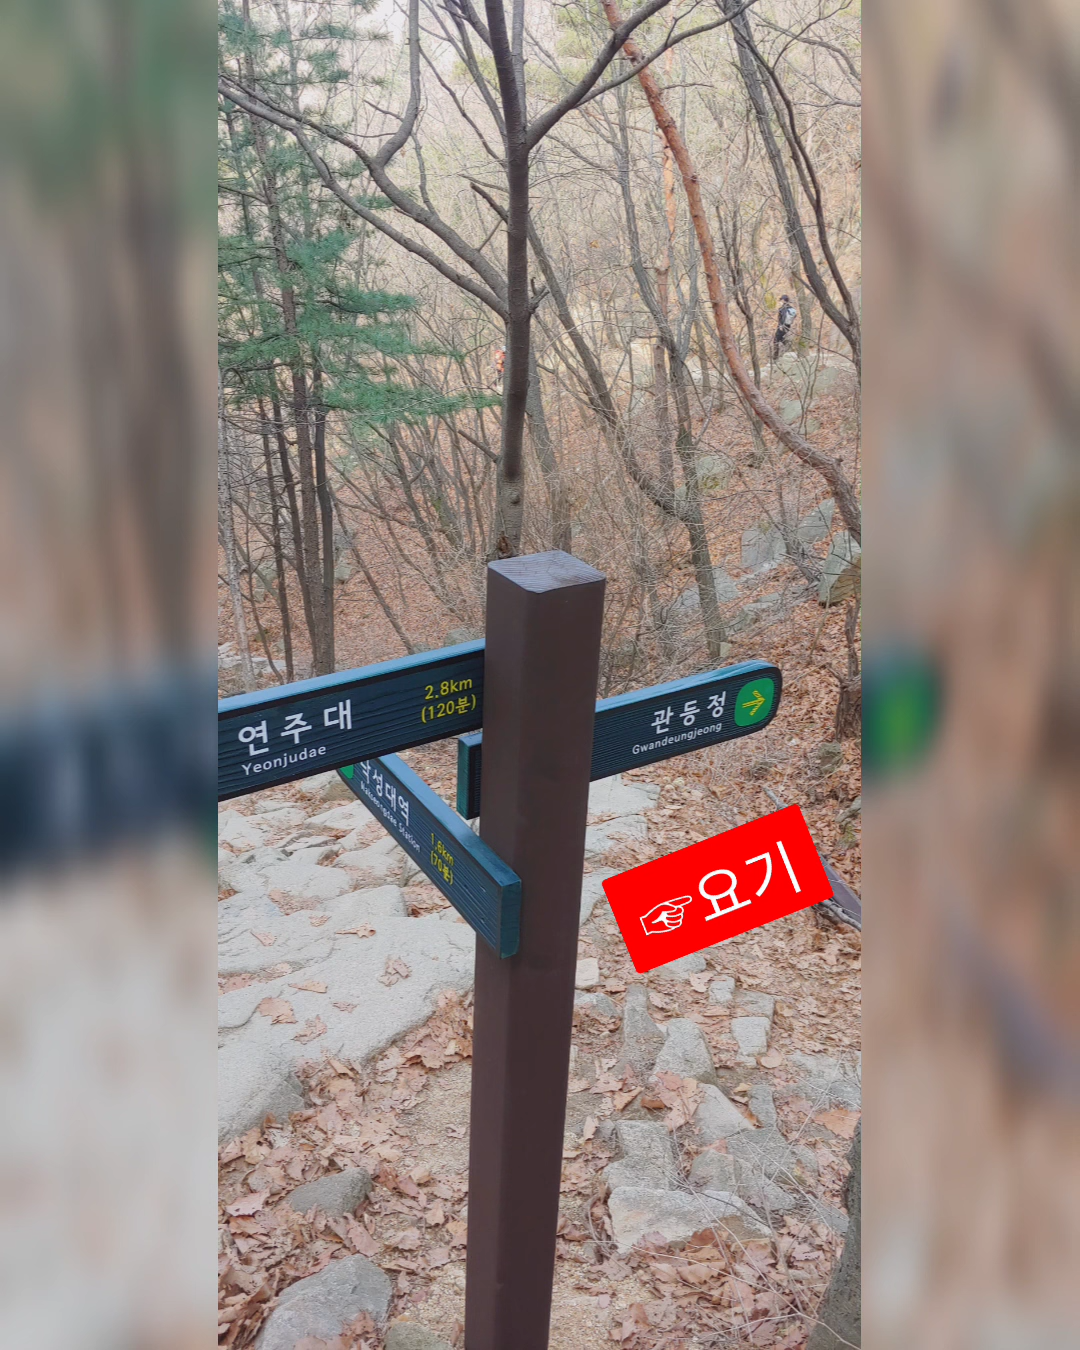 연주대
Yeonjudae
2.8km
(120분)
관등정
Gwandeungjeong
낙성대역
Nakseongdae Station
1.6km
(70분)
☞요기